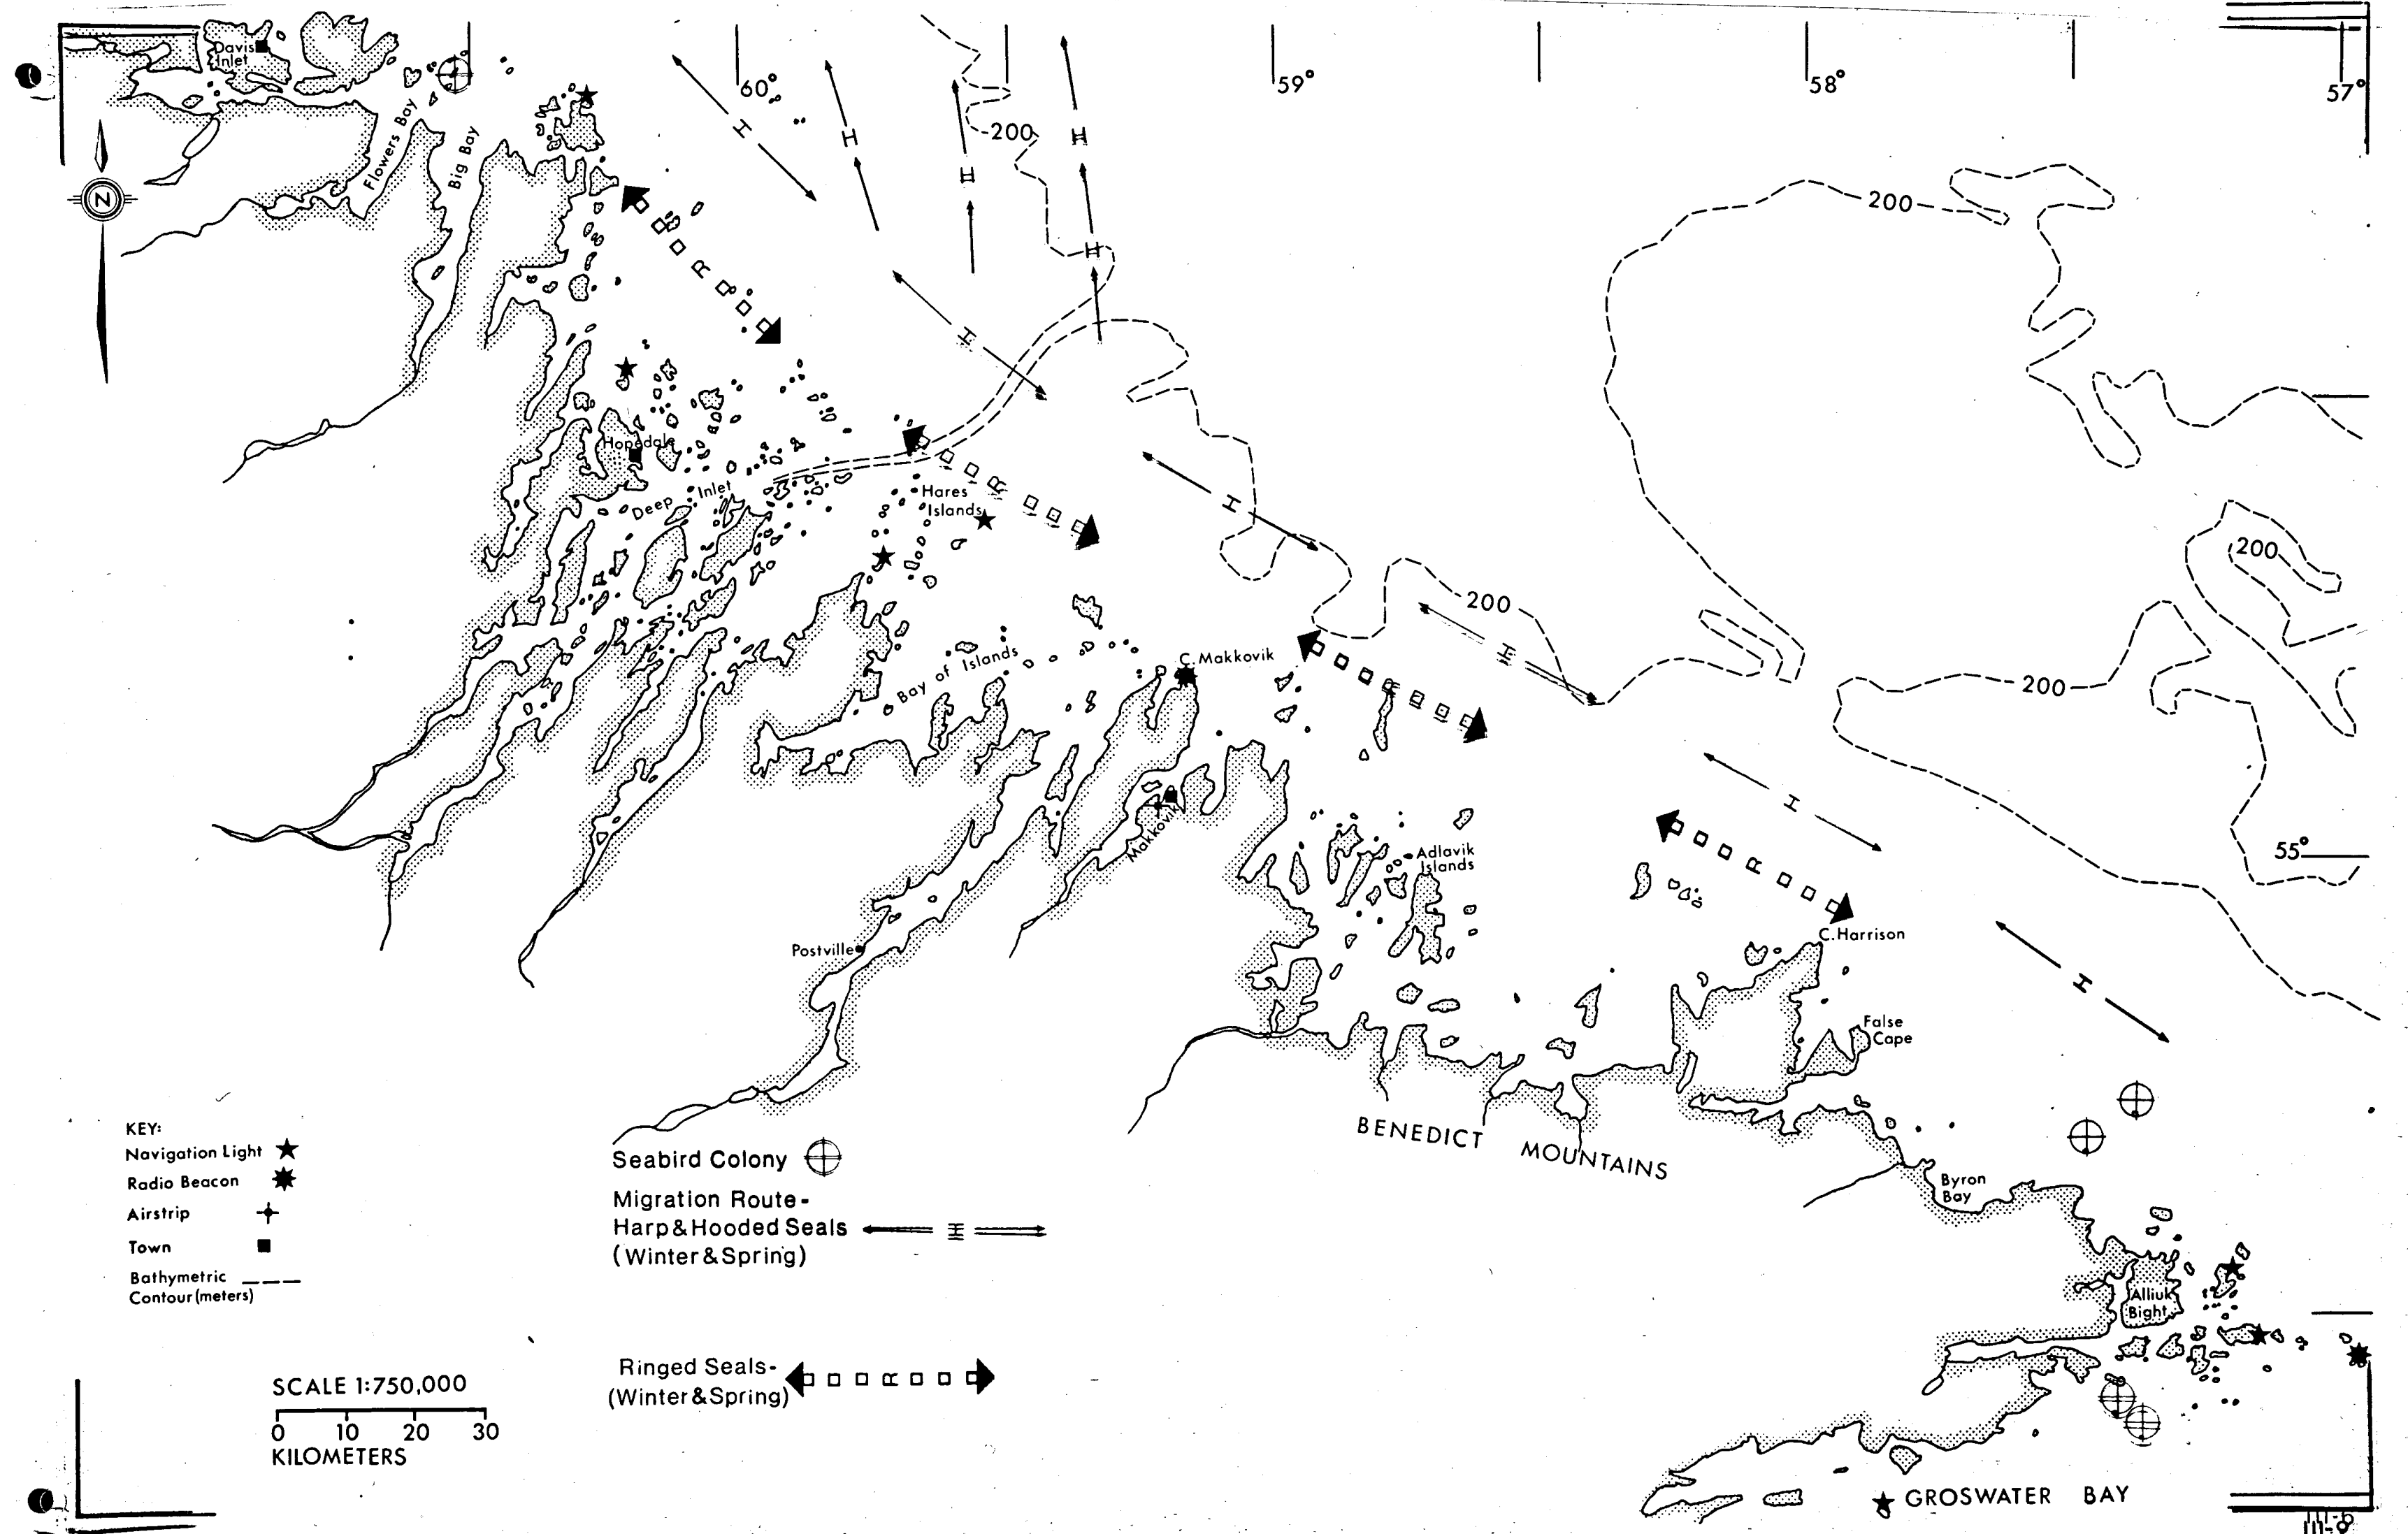 Davis
Inlet
60°
59°
58°
57°
Flowers Bay
Big Bay
N
H
H
H
H
H
H
200
200
R
H
Hopedale
Deep Inlet
Hares
Islands
R
H
200
200
H
C. Makkovik
Bay of Islands
200
H
R
Makkovik
Adlavik
Islands
55°
Postville
C. Harrison
H
False
Cape
BENEDICT MOUNTAINS
Byron
Bay
Alliuk
Bight
GROSWATER BAY
KEY:
Navigation Light
Radio Beacon
Airstrip
Town
Bathymetric
Contour (meters)
Seabird Colony
Migration Route-
Harp & Hooded Seals H
(Winter & Spring)
Ringed Seals-
(Winter & Spring) R
SCALE 1:750,000
0 10 20 30
KILOMETERS